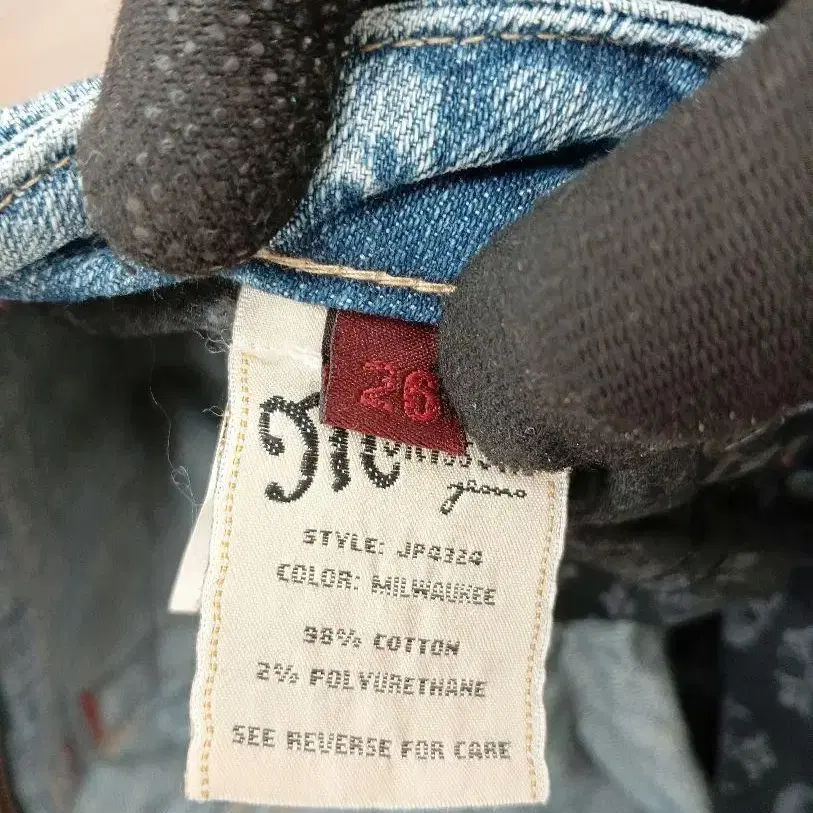 26
STYLE: JP4324
COLOR: MILWAUKEE
98% COTTON
2% POLYURETHANE
SEE REVERSE FOR CARE